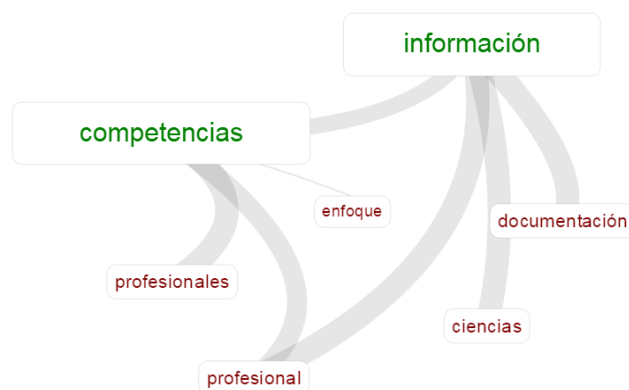 información
competencias
enfoque
documentación
profesionales
ciencias
profesional